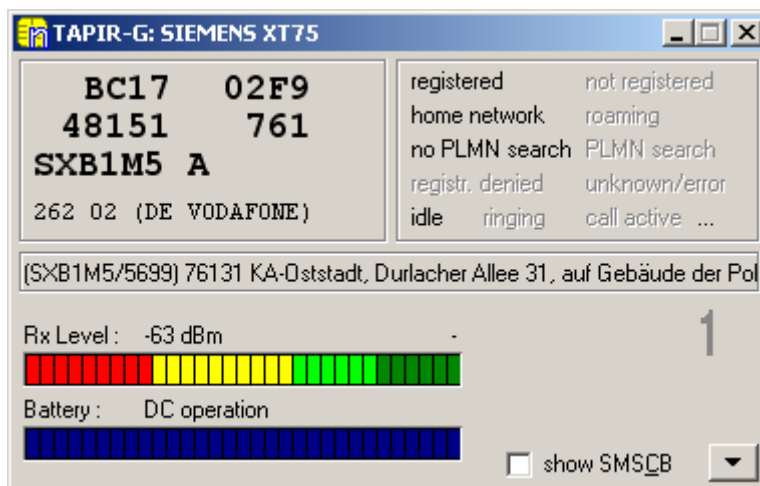 TAPIR-G: SIEMENS XT75
BC17 02F9
48151 761
SXB1M5 A
262 02 (DE VODAFONE)
registered not registered
home network roaming
no PLMN search PLMN search
registr. denied unknown/error
idle ringing call active ...
(SXB1M5/5699) 76131 KA-Oststadt, Durlacher Allee 31, auf Gebäude der Pol
1
Rx Level : -63 dBm -
Battery : DC operation
show SMSCB